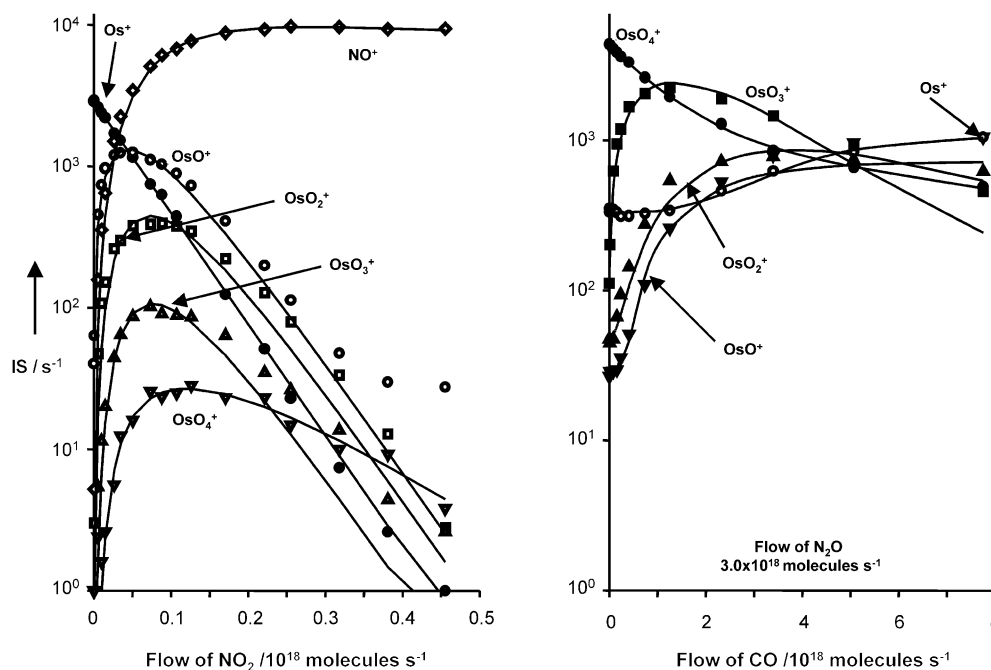 10⁴
Os⁺
NO⁺
10³
OsO⁺
OsO₂⁺
OsO₃⁺
10²
IS / s⁻¹
OsO₄⁺
10¹
10⁰
0 0.1 0.2 0.3 0.4 0.5
Flow of NO₂ /10¹⁸ molecules s⁻¹
OsO₄⁺
OsO₃⁺
Os⁺
10³
OsO₂⁺
10²
OsO⁺
10¹
Flow of N₂O
3.0x10¹⁸ molecules s⁻¹
10⁰
0 2 4 6
Flow of CO /10¹⁸ molecules s⁻¹